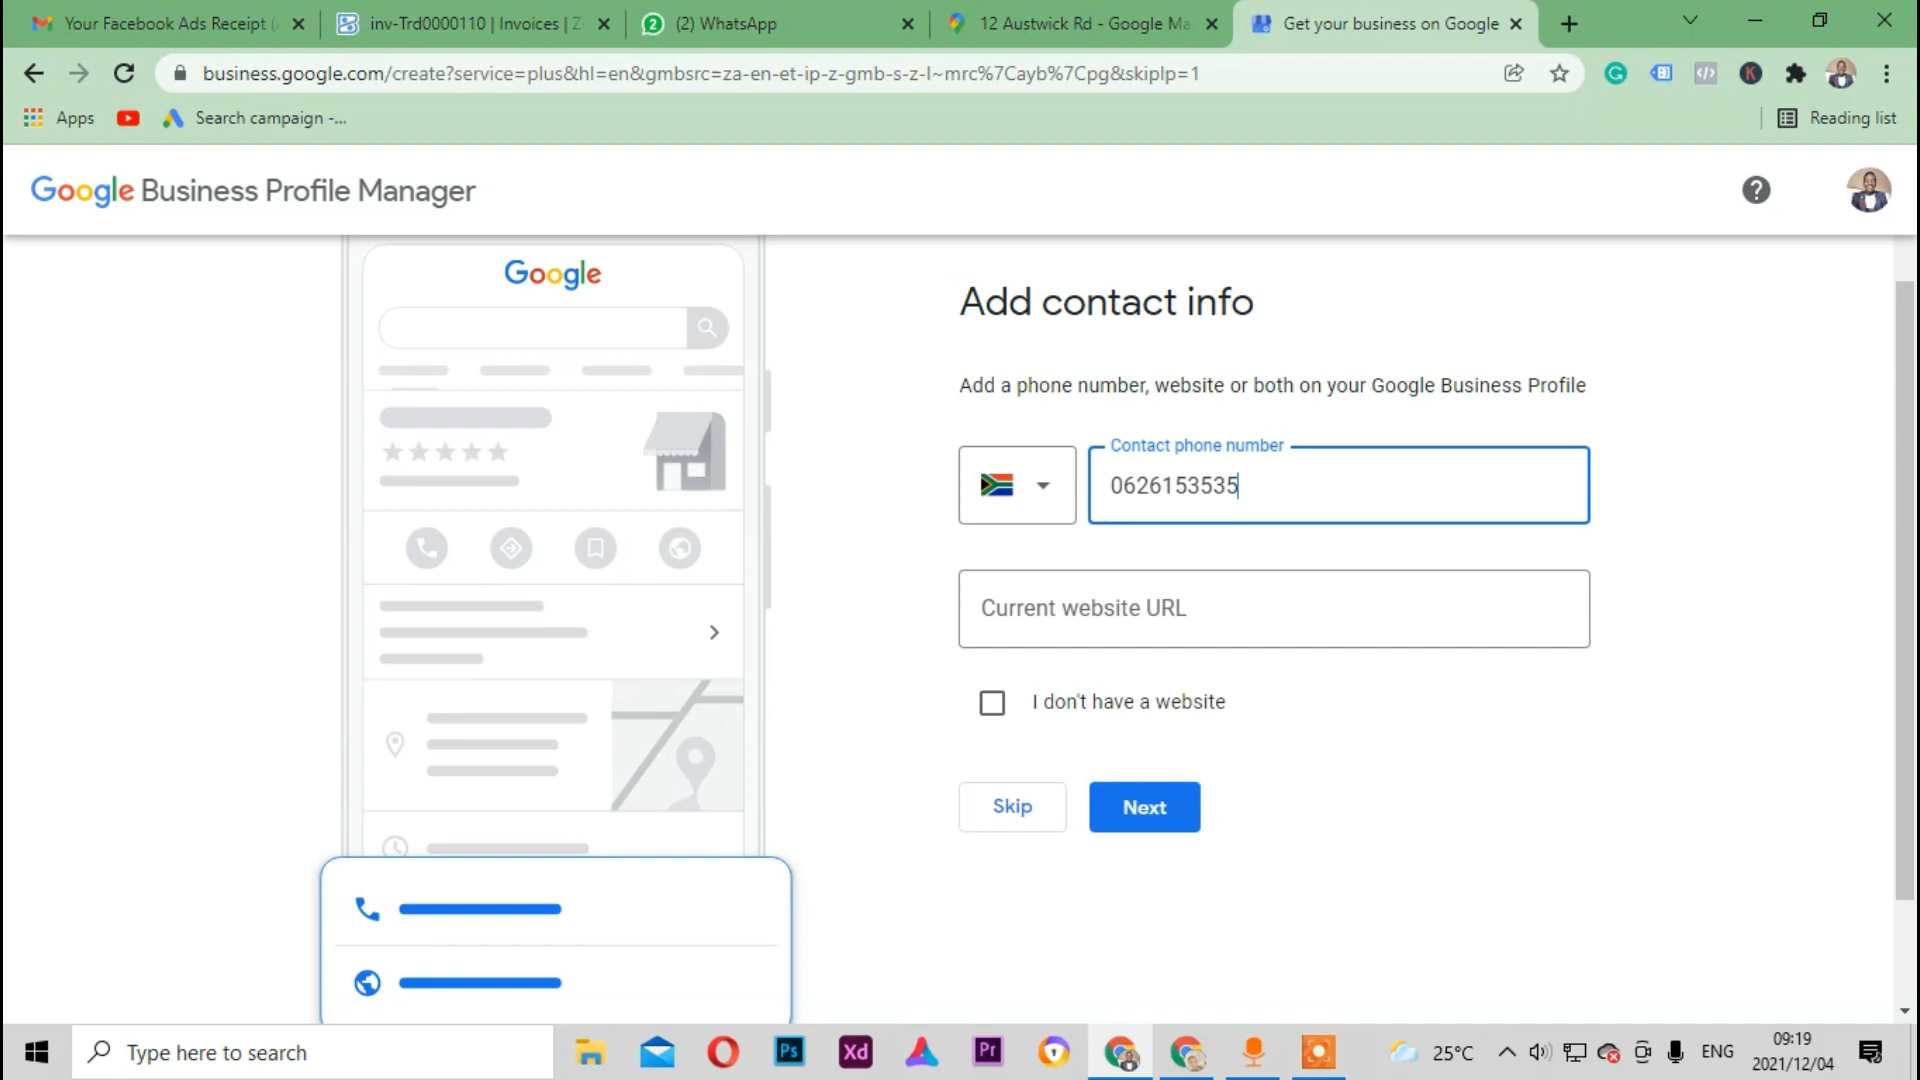 Your Facebook Ads Receipt (
inv-Trd0000110 | Invoices | Z
2 (2) WhatsApp
12 Austwick Rd - Google Ma
Get your business on Google
business.google.com/create?service=plus&hl=en&gmbsrc=za-en-et-ip-z-gmb-s-z-l~mrc%7Cayb%7Cpg&skiplp=1
Apps
Search campaign -...
Reading list
Google Business Profile Manager
Google
Add contact info
Add a phone number, website or both on your Google Business Profile
Contact phone number
0626153535
Current website URL
I don't have a website
Skip
Next
Type here to search
Ps
Xd
Pr
25°C
ENG
09:19
2021/12/04